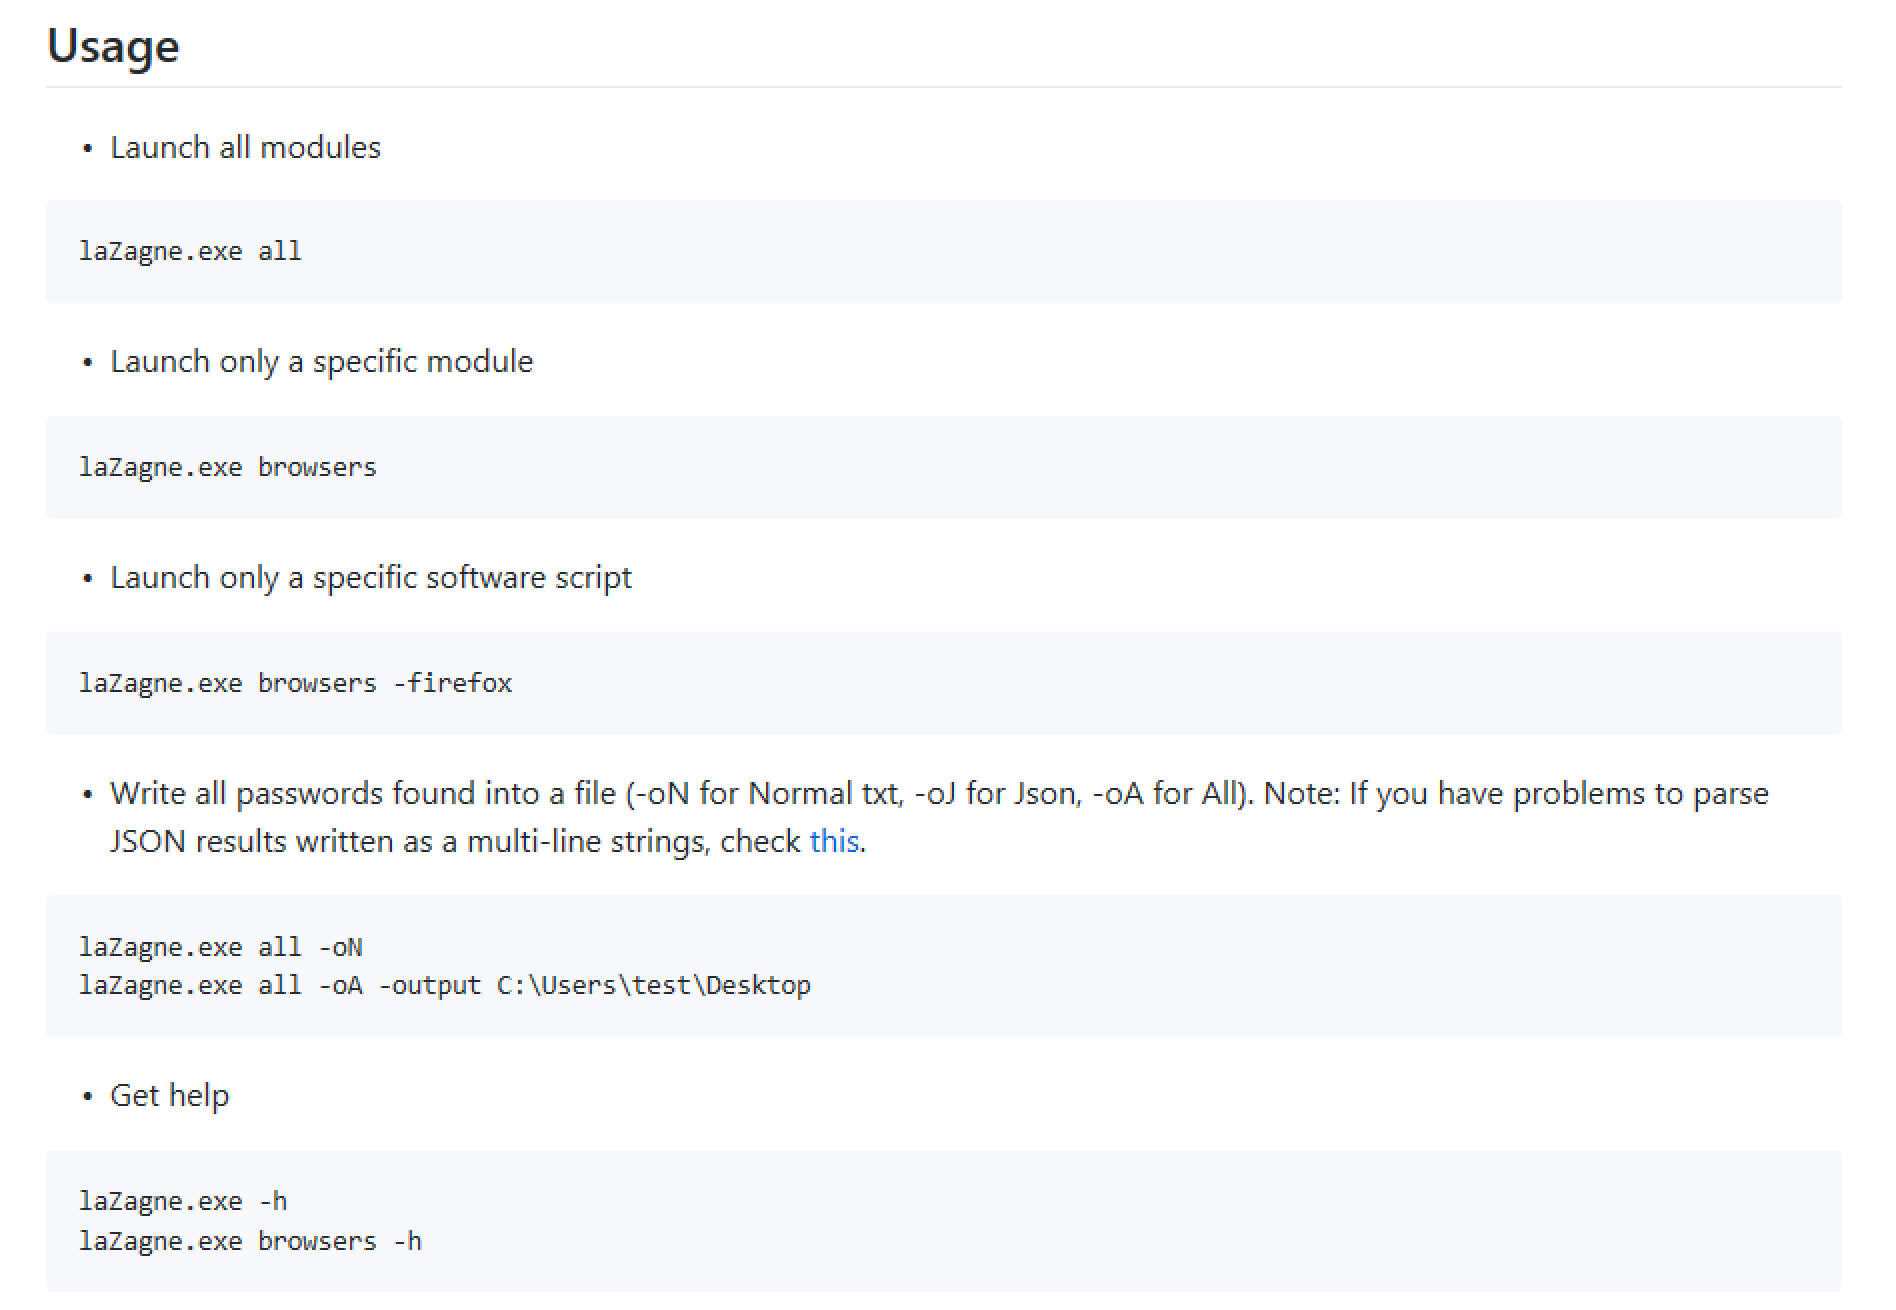 Usage
• Launch all modules
laZagne.exe all
• Launch only a specific module
laZagne.exe browsers
• Launch only a specific software script
laZagne.exe browsers -firefox
• Write all passwords found into a file (-oN for Normal txt, -oJ for Json, -oA for All). Note: If you have problems to parse
JSON results written as a multi-line strings, check this.
laZagne.exe all -oN
laZagne.exe all -oA -output C:\Users\test\Desktop
• Get help
laZagne.exe -h
laZagne.exe browsers -h